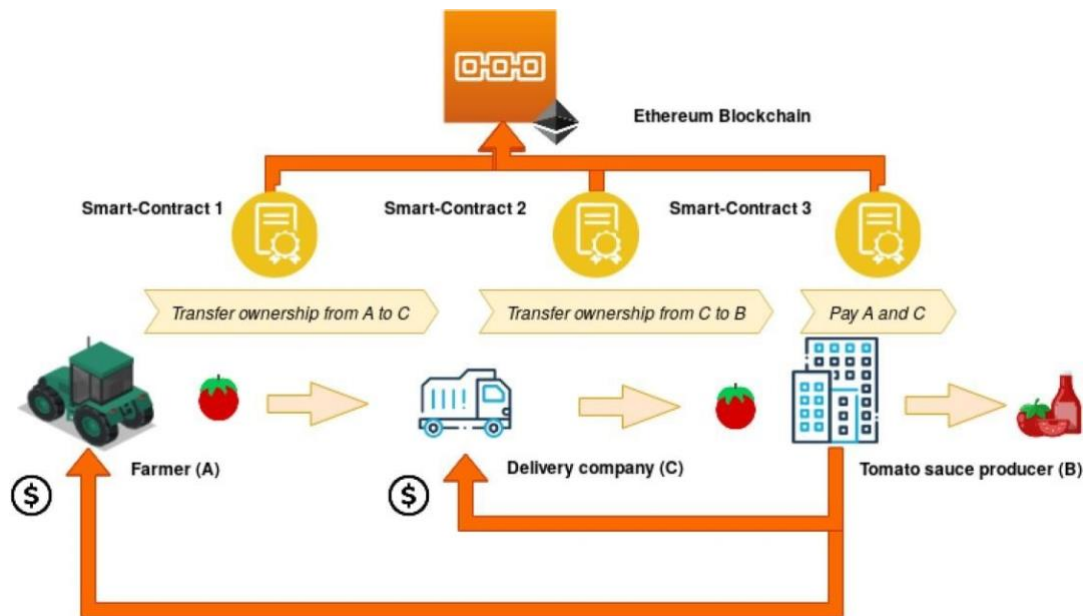 Ethereum Blockchain
Smart-Contract 1
Smart-Contract 2
Smart-Contract 3
Transfer ownership from A to C
Transfer ownership from C to B
Pay A and C
Farmer (A)
Delivery company (C)
Tomato sauce producer (B)
$
$